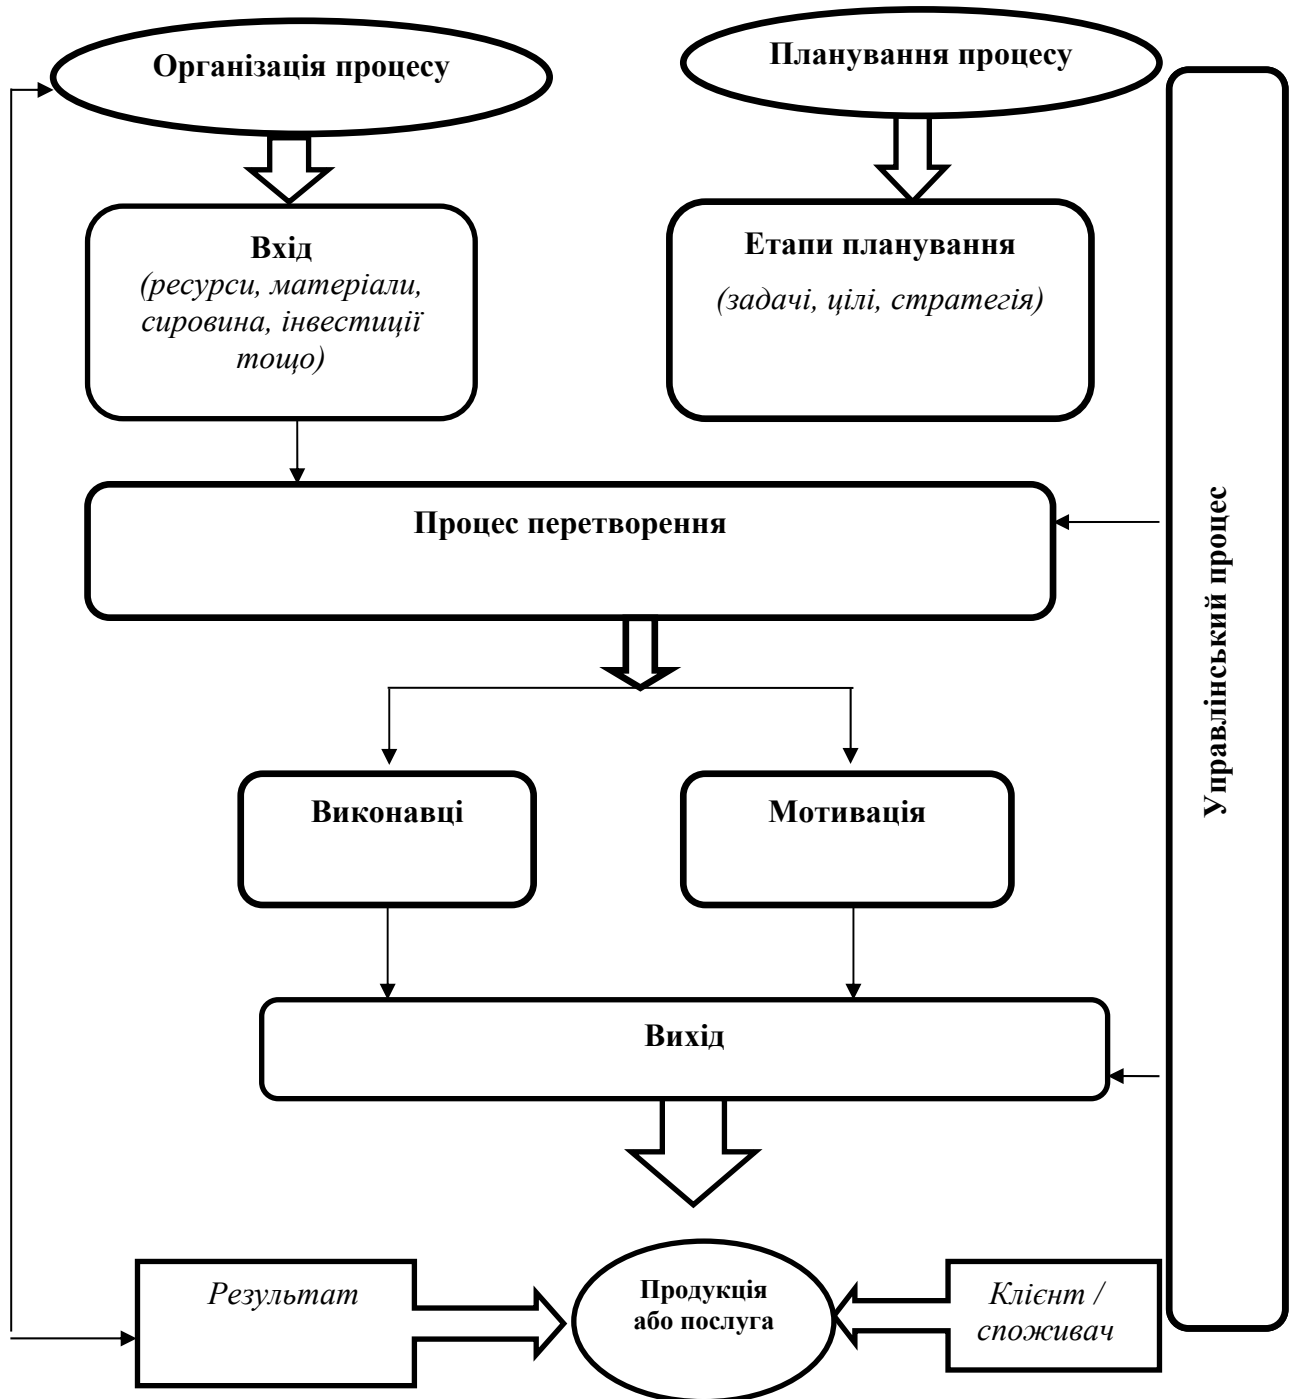 Організація процесу
Планування процесу
Вхід
(ресурси, матеріали,
сировина, інвестиції
тощо)
Етапи планування
(задачі, цілі, стратегія)
Процес перетворення
Управлінський процес
Виконавці
Мотивація
Вихід
Результат
Продукція
або послуга
Клієнт /
споживач